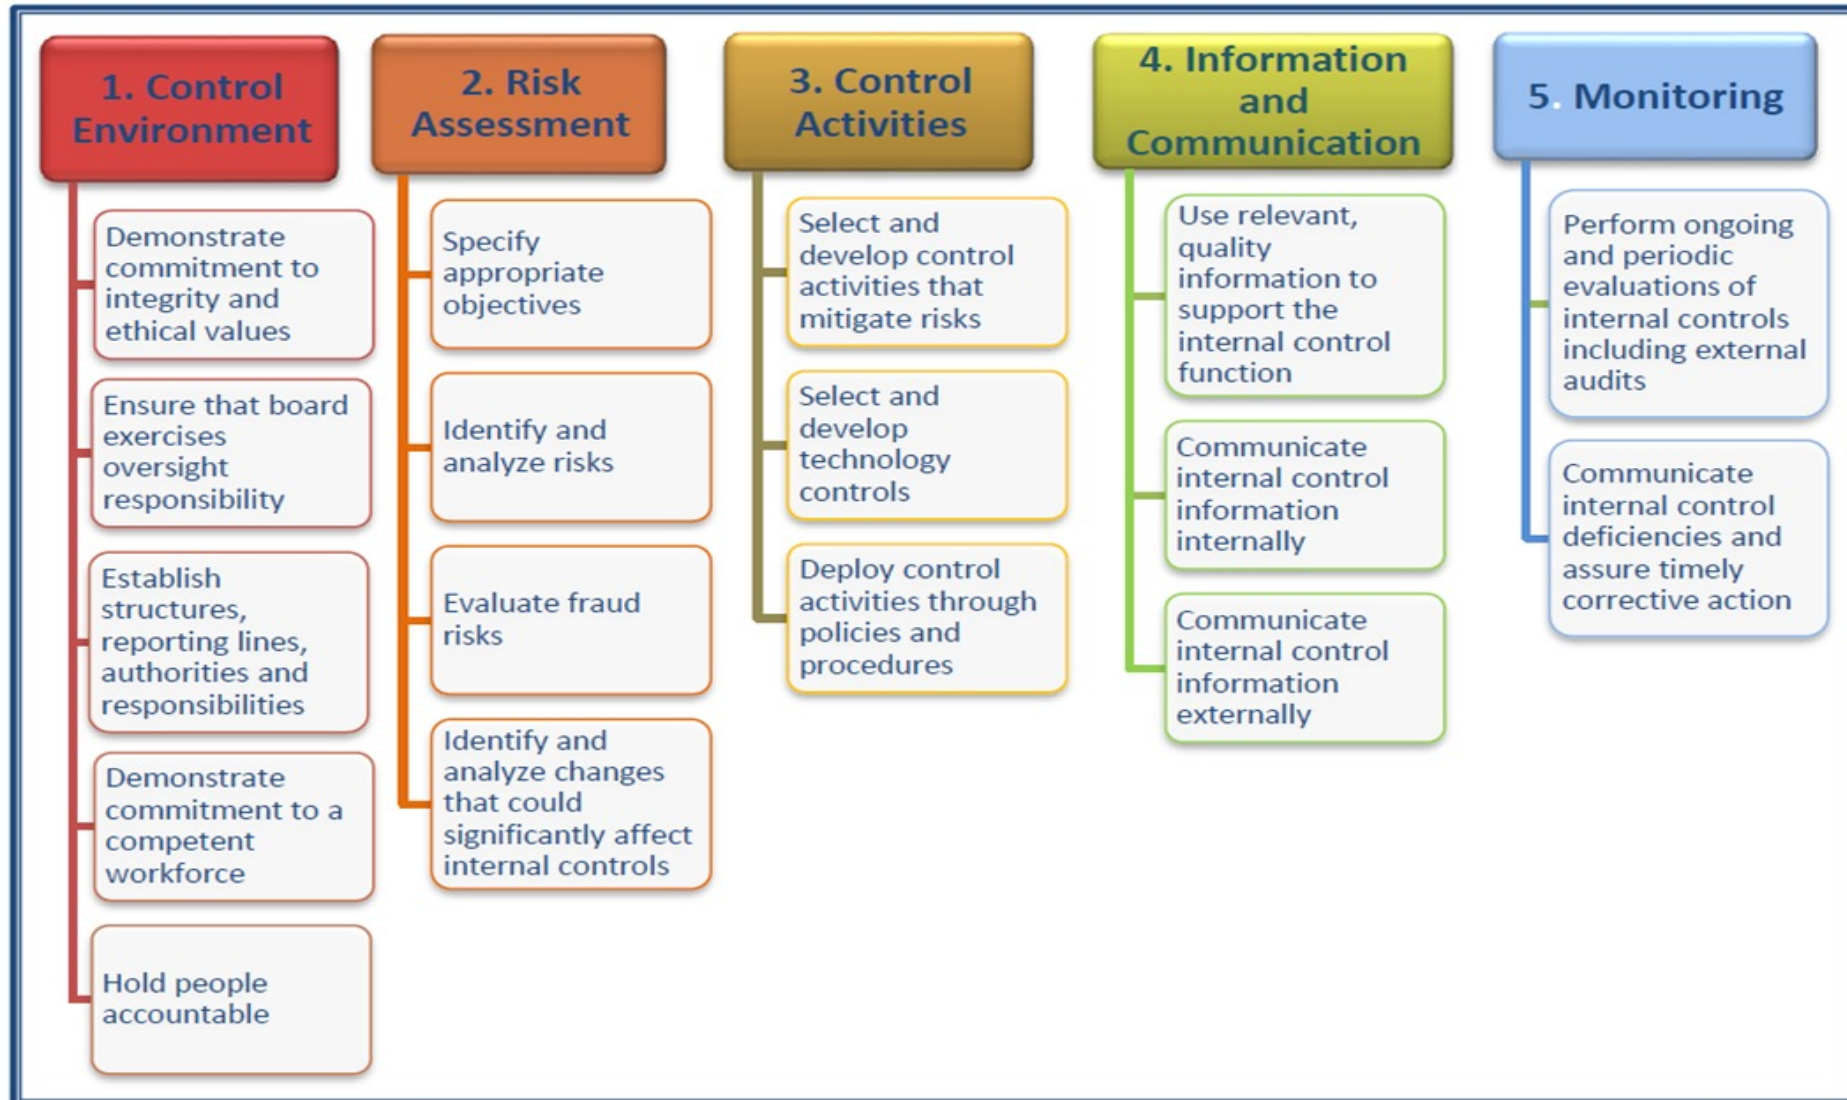 1. Control
Environment
Demonstrate
commitment to
integrity and
ethical values
Ensure that board
exercises
oversight
responsibility
Establish
structures,
reporting lines,
authorities and
responsibilities
Demonstrate
commitment to a
competent
workforce
Hold people
accountable
2. Risk
Assessment
Specify
appropriate
objectives
Identify and
analyze risks
Evaluate fraud
risks
Identify and
analyze changes
that could
significantly affect
internal controls
3. Control
Activities
Select and
develop control
activities that
mitigate risks
Select and
develop
technology
controls
Deploy control
activities through
policies and
procedures
4. Information
and
Communication
Use relevant,
quality
information to
support the
internal control
function
Communicate
internal control
information
internally
Communicate
internal control
information
externally
5. Monitoring
Perform ongoing
and periodic
evaluations of
internal controls
including external
audits
Communicate
internal control
deficiencies and
assure timely
corrective action